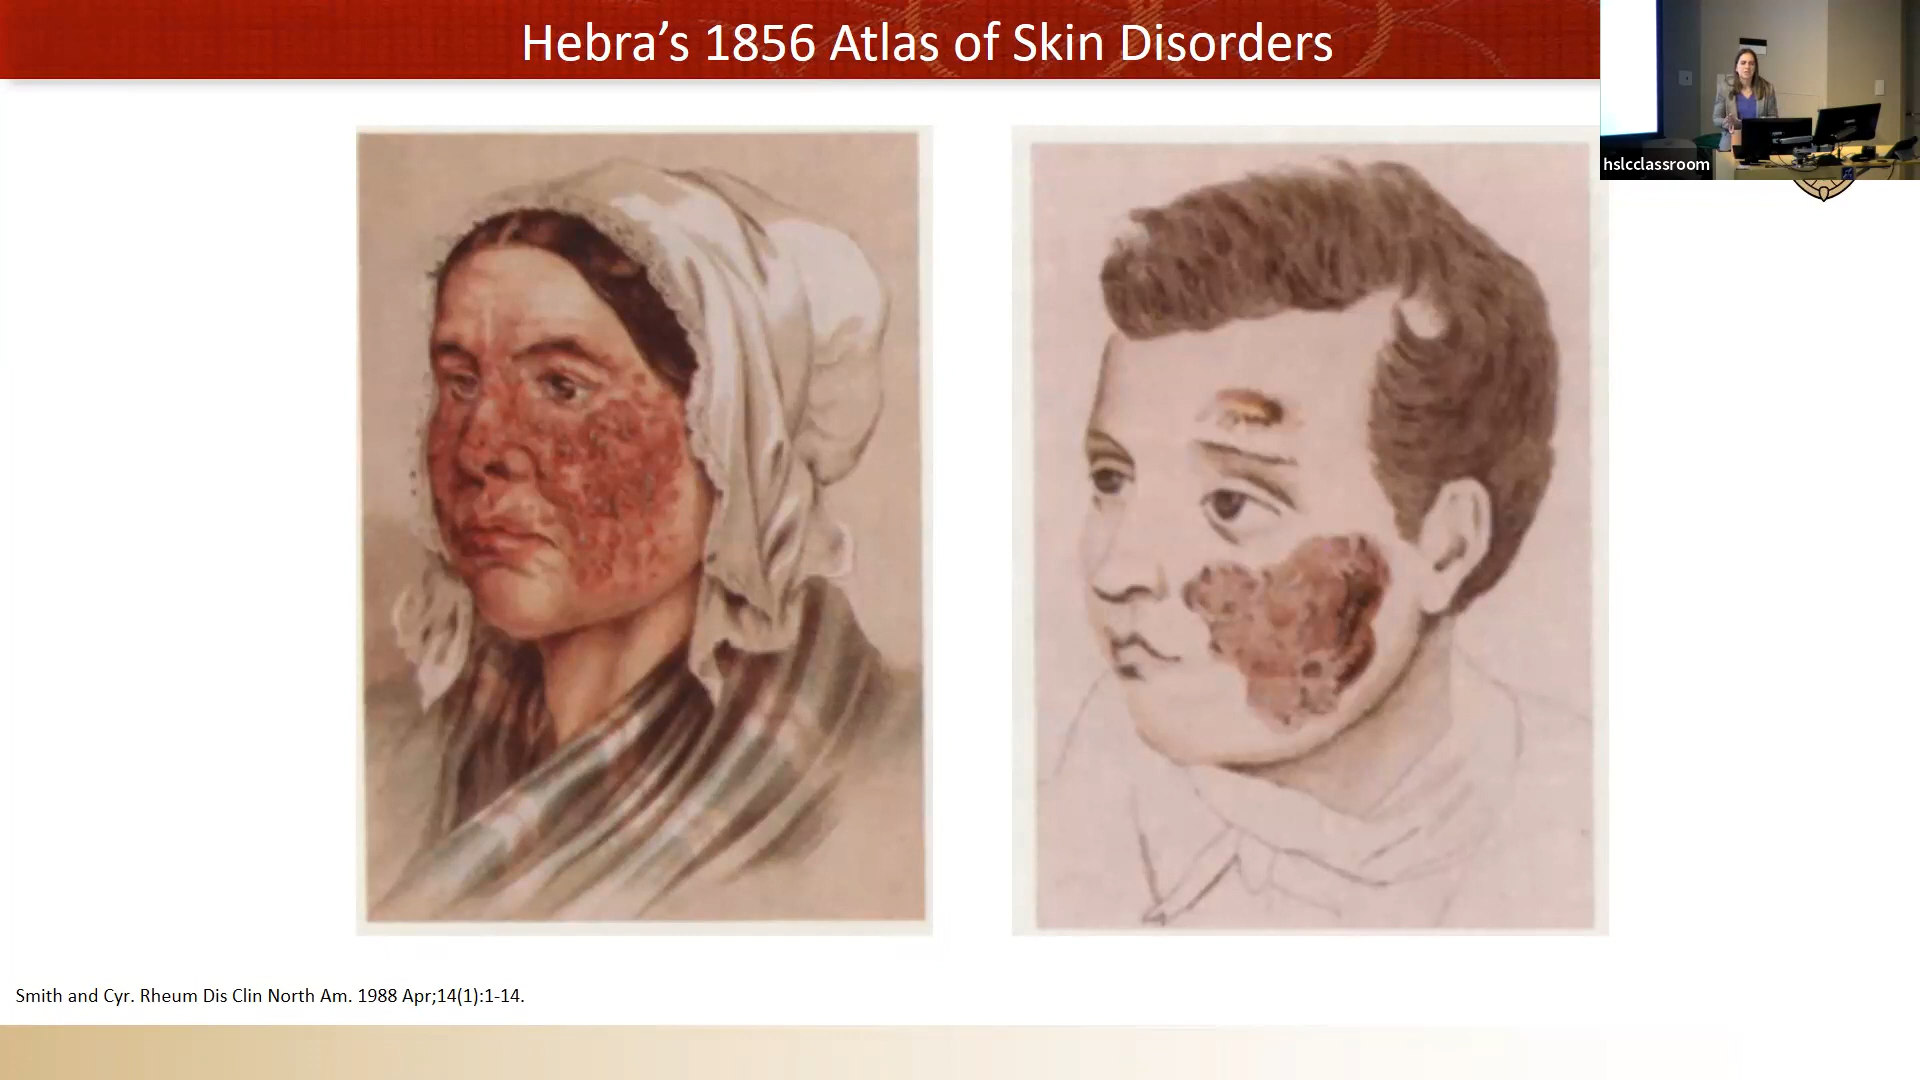 Hebra’s 1856 Atlas of Skin Disorders
hslcclassroom
Smith and Cyr. Rheum Dis Clin North Am. 1988 Apr;14(1):1-14.